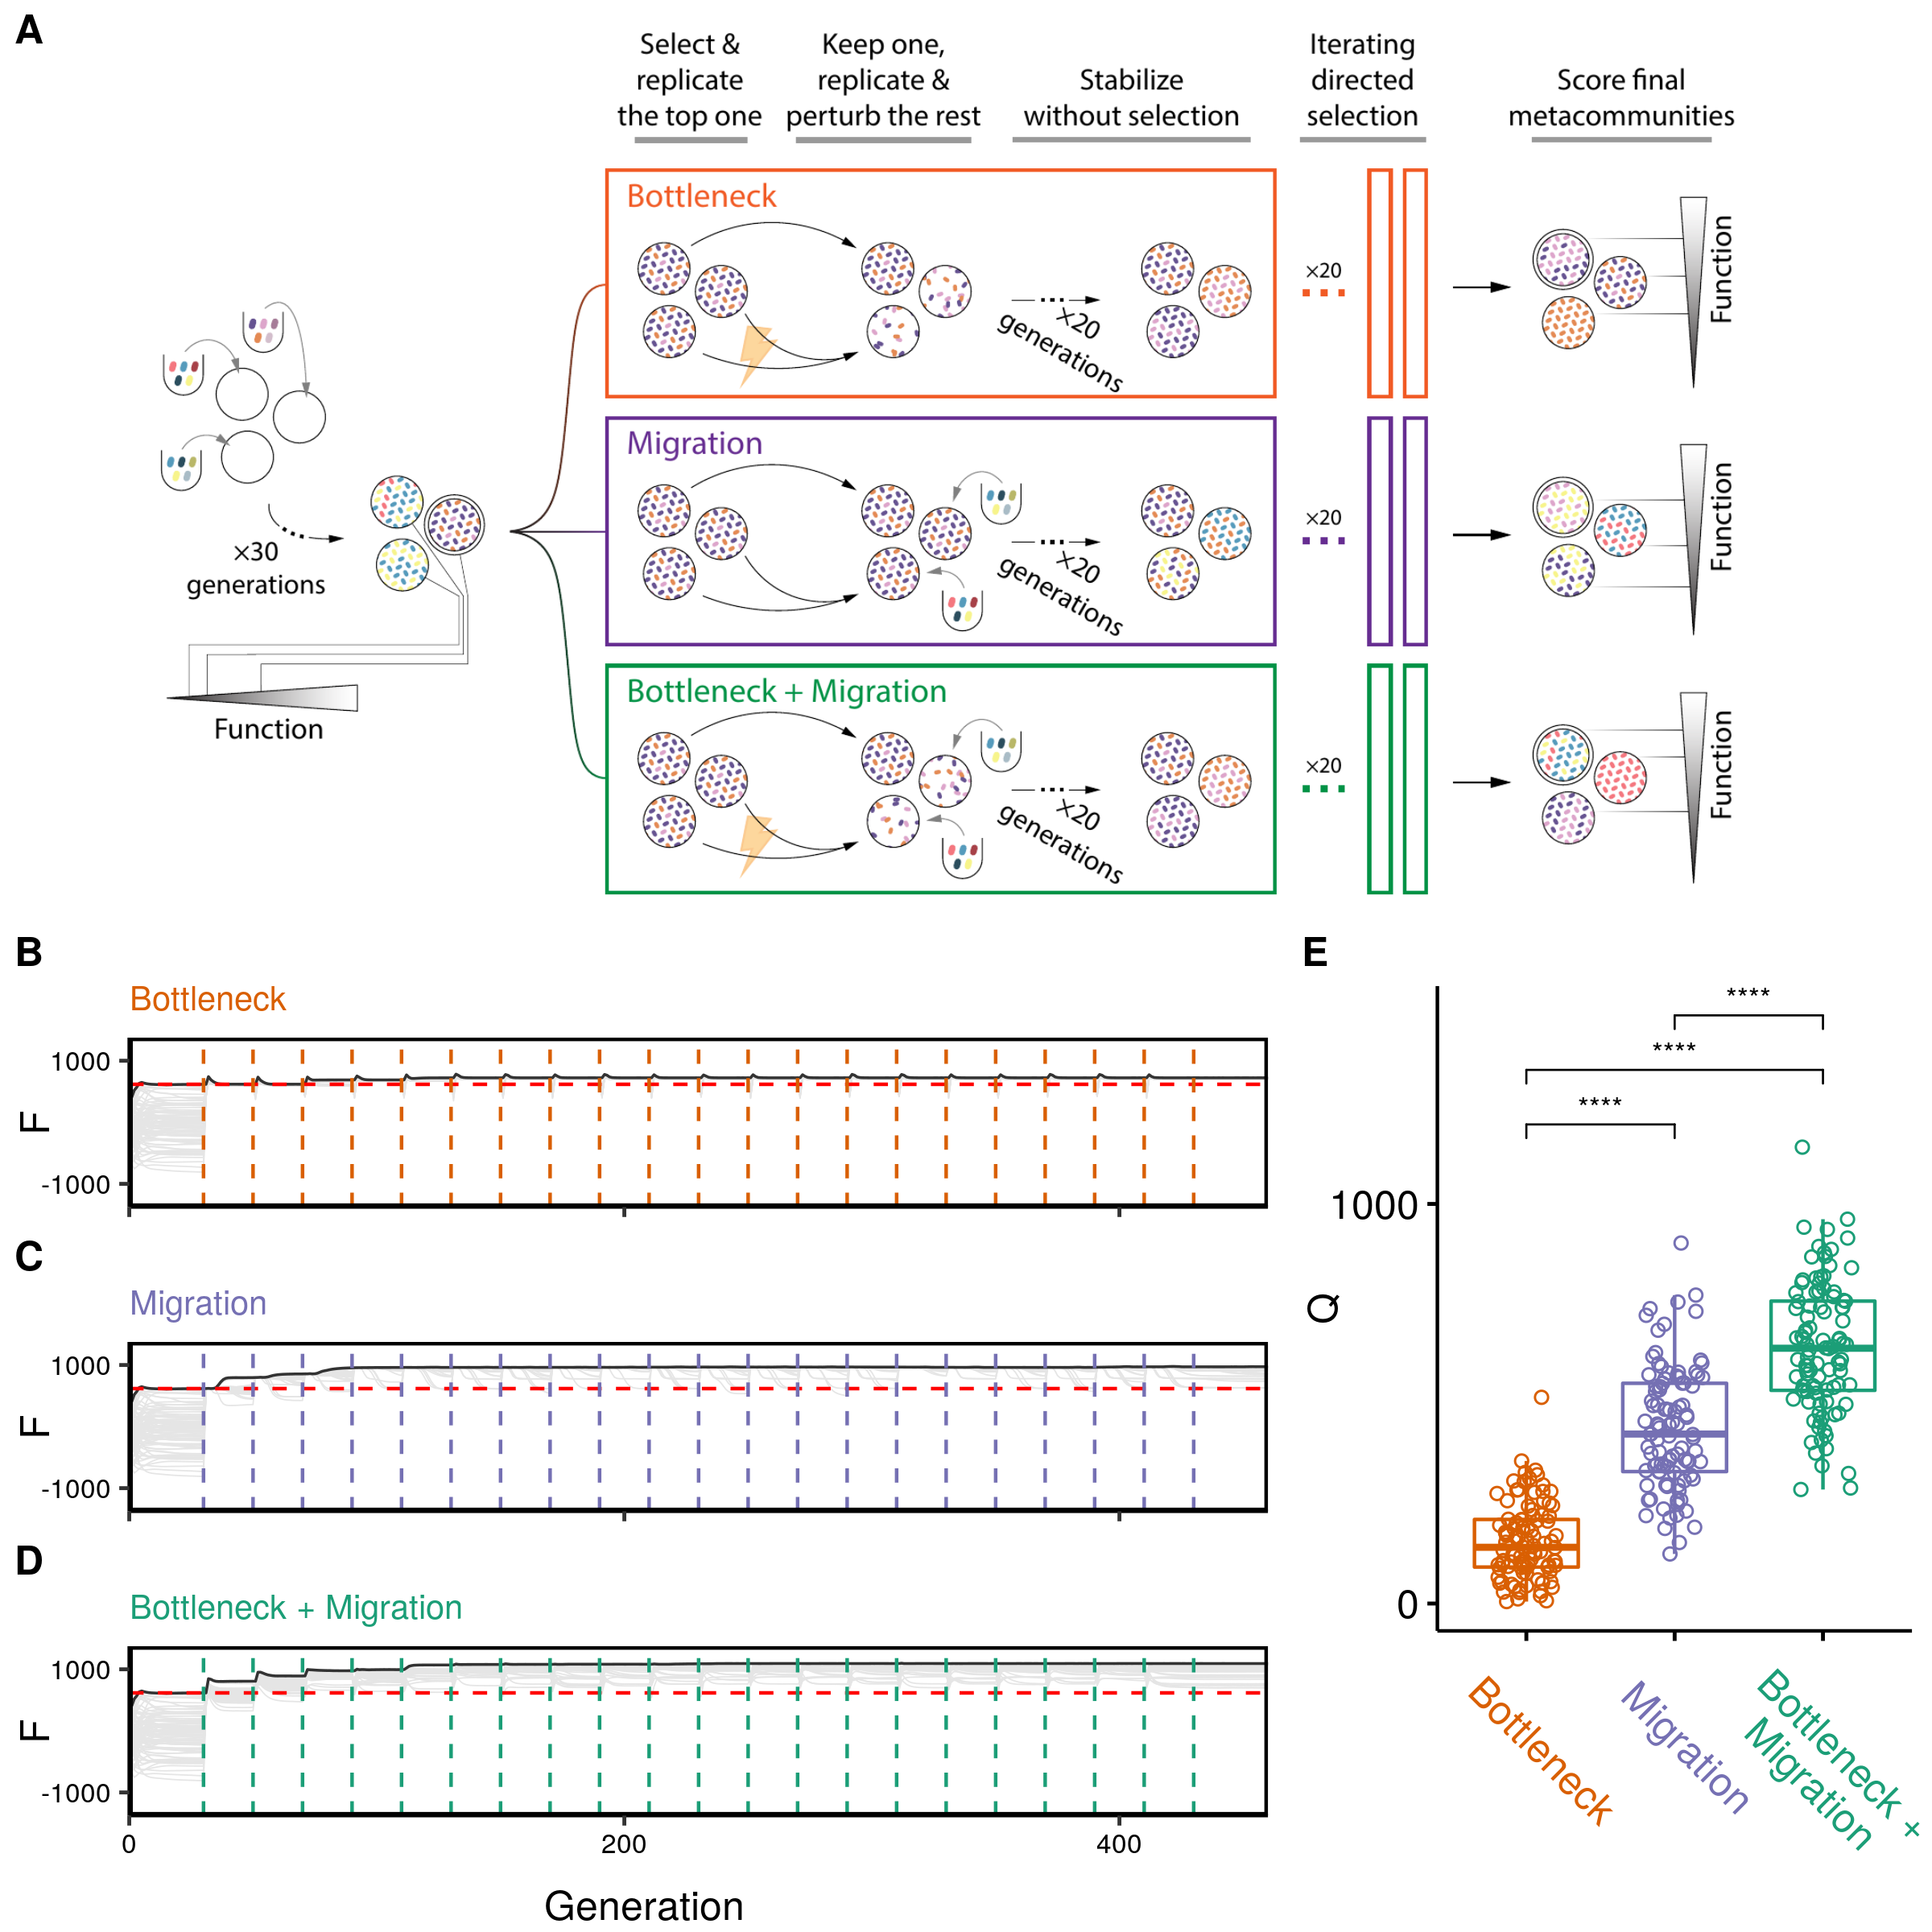 A
Select &
replicate
the top one
Keep one,
replicate &
perturb the rest
Stabilize
without selection
Iterating
directed
selection
Score final
metacommunities
×30
generations
Function
Bottleneck
×20
generations
×20
Function
Migration
×20
generations
×20
Function
Bottleneck + Migration
×20
generations
×20
Function
B
Bottleneck
1000
F
-1000
C
Migration
1000
F
-1000
D
Bottleneck + Migration
1000
F
-1000
0
200
400
Generation
E
****
****
****
1000
Q
0
Bottleneck
Migration
Bottleneck +
Migration